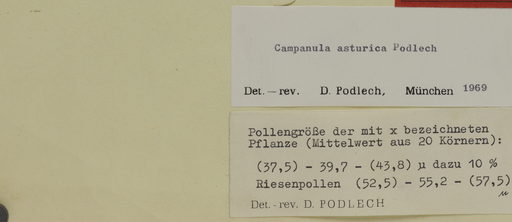 Campanula asturica Podlech
Det. — rev. D. Podlech, München 1969
Pollengröße der mit x bezeichneten
Pflanze (Mittelwert aus 20 Körnern):
(37,5) - 39,7 - (43,8) µ dazu 10 %
Riesenpollen (52,5) - 55,2 - (57,5)
µ
Det. - rev. D. PODLECH